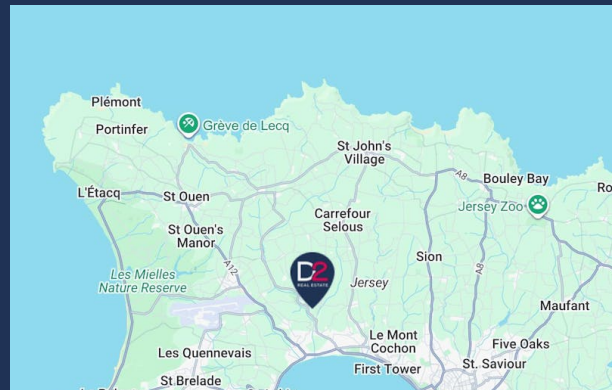 Plémont
Portinfer
Grève de Lecq
St John's
Village
A8
Bouley Bay
L'Étacq
St Ouen
Jersey Zoo
St Ouen's
Manor
Carrefour
Selous
A12
Sion
A8
Les Mielles
Nature Reserve
D2
REAL ESTATE
Jersey
Maufant
Le Mont
Cochon
Five Oaks
Les Quennevais
First Tower
St. Saviour
St Brelade